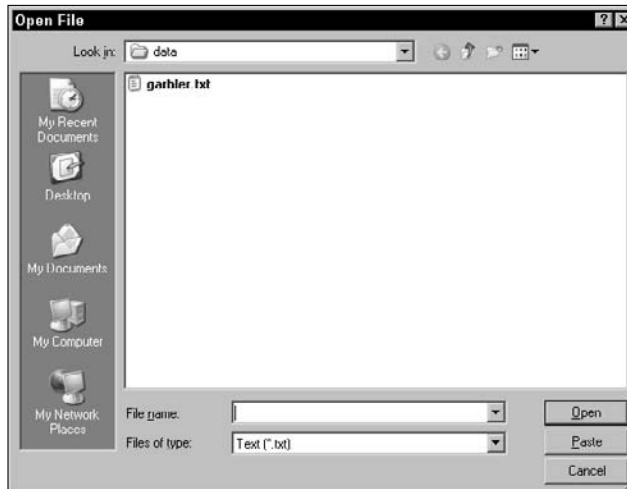 Open File
Look in: data
garbler.txt
My Recent
Documents
Desktop
My Documents
My Computer
My Network
Places
File name:
Files of type: Text (*.txt)
Open
Paste
Cancel